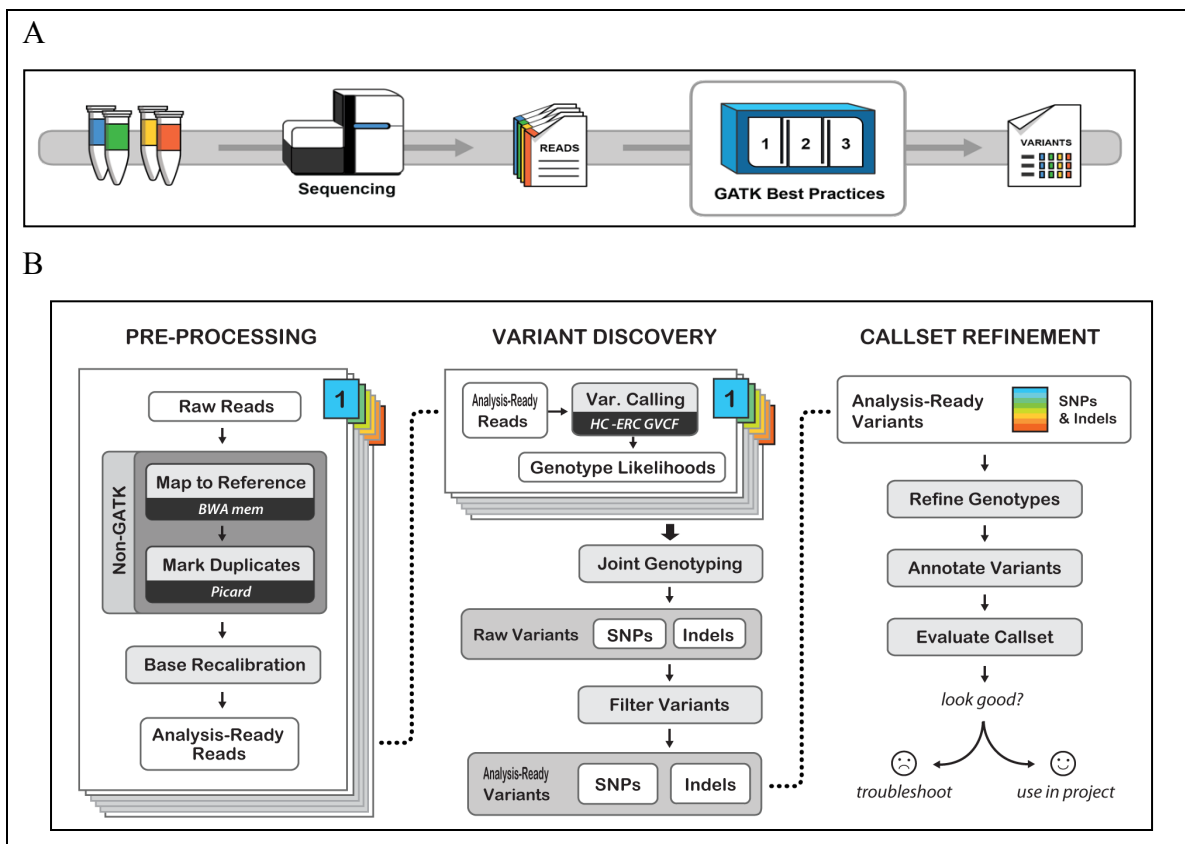 A
1 2 3
READS
VARIANTS
Sequencing
GATK Best Practices
B
PRE-PROCESSING
1
Raw Reads
Non-GATK
Map to Reference
BWA mem
Mark Duplicates
Picard
Base Recalibration
Analysis-Ready
Reads
VARIANT DISCOVERY
1
Analysis-Ready
Reads
Var. Calling
HC -ERC GVCF
Genotype Likelihoods
Joint Genotyping
Raw Variants SNPs Indels
Filter Variants
Analysis-Ready
Variants
SNPs Indels
CALLSET REFINEMENT
Analysis-Ready
Variants
SNPs
& Indels
Refine Genotypes
Annotate Variants
Evaluate Callset
look good?
troubleshoot use in project